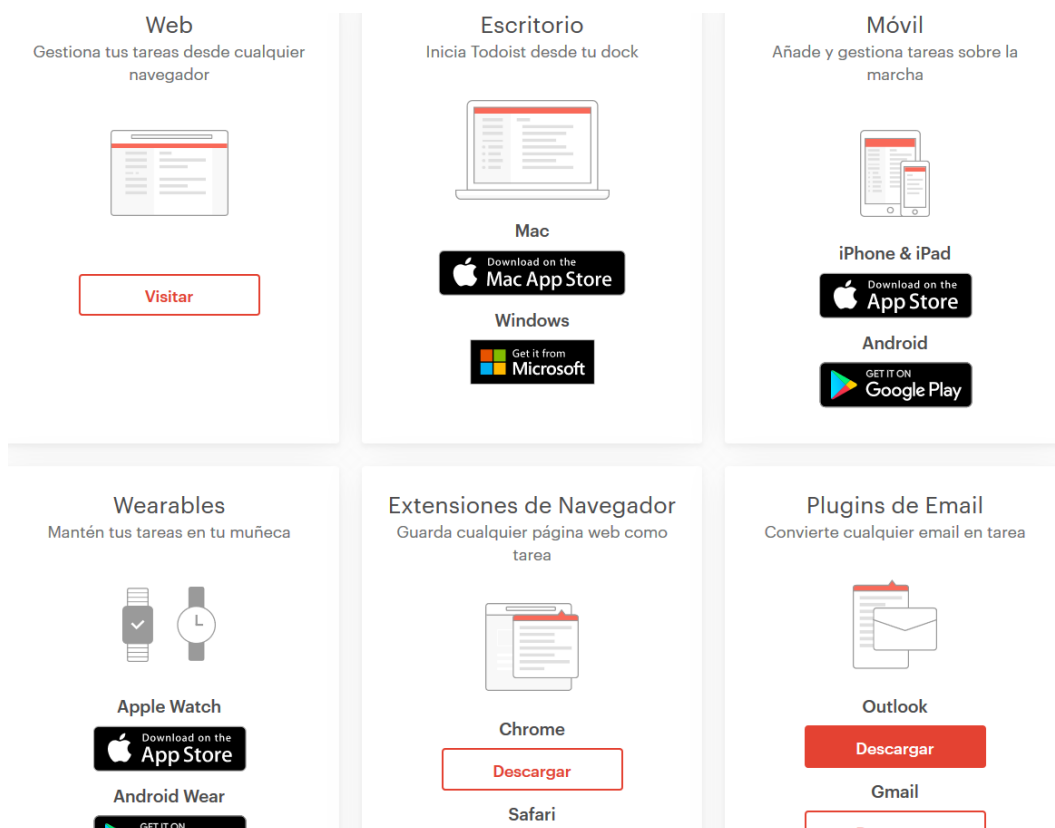 Web
Gestiona tus tareas desde cualquier
navegador
Visitar
Escritorio
Inicia Todoist desde tu dock
Mac
Download on the
Mac App Store
Windows
Get it from
Microsoft
Móvil
Añade y gestiona tareas sobre la
marcha
iPhone & iPad
Download on the
App Store
Android
GET IT ON
Google Play
Wearables
Mantén tus tareas en tu muñeca
Apple Watch
Download on the
App Store
Android Wear
GET IT ON
Extensiones de Navegador
Guarda cualquier página web como
tarea
Chrome
Descargar
Safari
Plugins de Email
Convierte cualquier email en tarea
Outlook
Descargar
Gmail